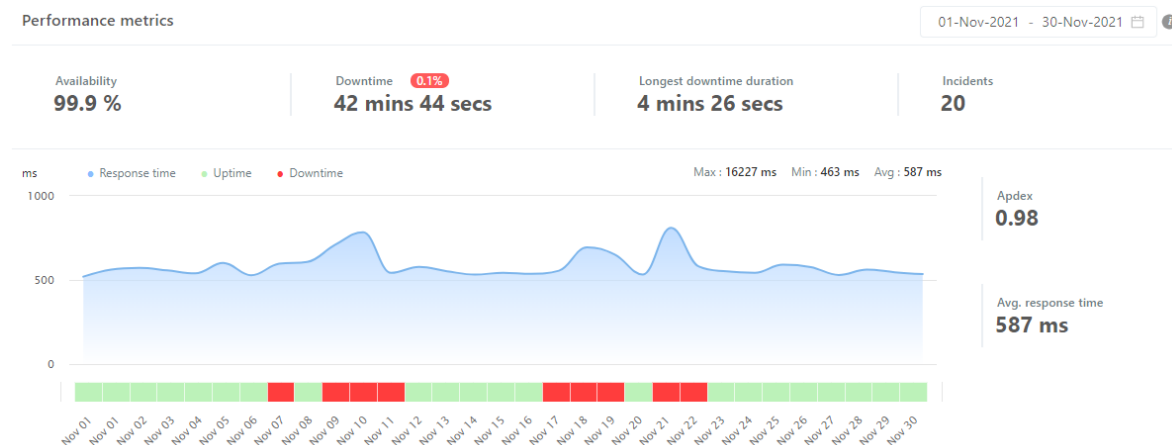 Performance metrics
01-Nov-2021 - 30-Nov-2021
i
Availability
99.9 %
Downtime 0.1%
42 mins 44 secs
Longest downtime duration
4 mins 26 secs
Incidents
20
ms
Response time
Uptime
Downtime
Max : 16227 ms Min : 463 ms Avg : 587 ms
1000
500
0
Nov 01
Nov 01
Nov 02
Nov 03
Nov 04
Nov 05
Nov 06
Nov 07
Nov 08
Nov 09
Nov 10
Nov 11
Nov 12
Nov 13
Nov 14
Nov 15
Nov 16
Nov 17
Nov 18
Nov 19
Nov 20
Nov 21
Nov 22
Nov 23
Nov 24
Nov 25
Nov 26
Nov 27
Nov 28
Nov 29
Nov 30
Apdex
0.98
Avg. response time
587 ms